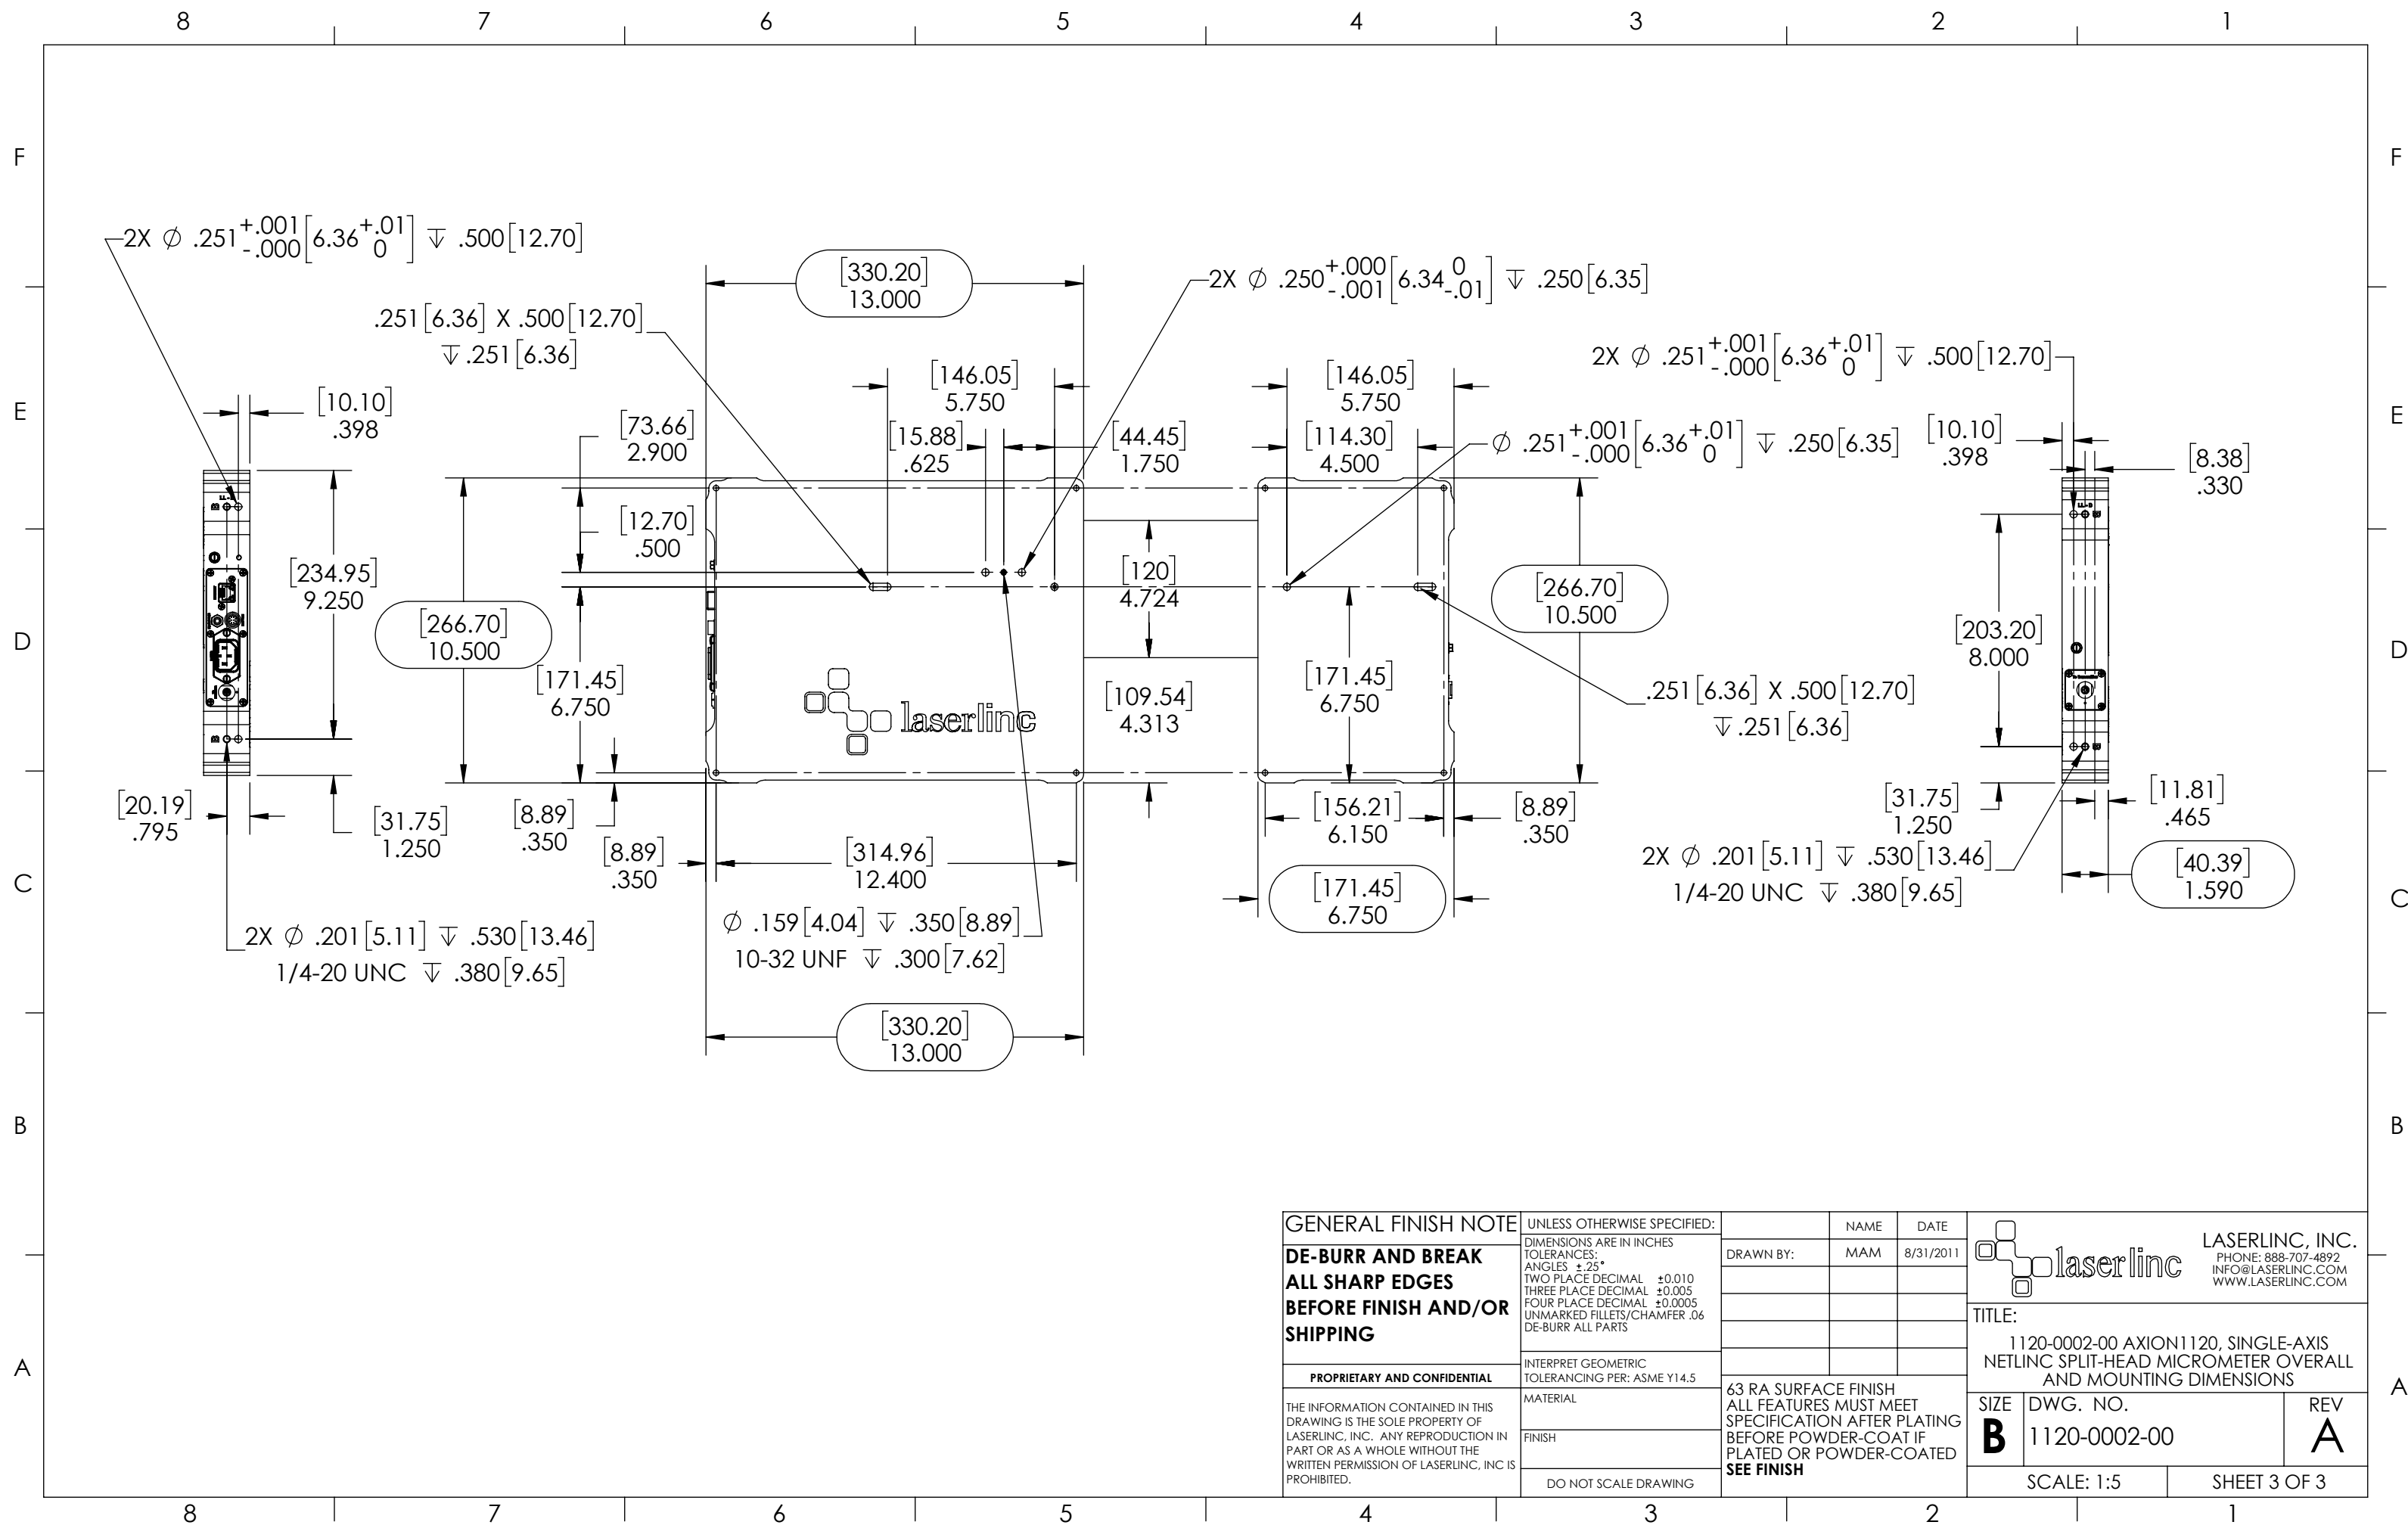 8 7 6 5 4 3 2 1
F F
2X ⌀ .251 +.001 -.000 [6.36 +.01 0] ↧ .500[12.70]
[330.20]
13.000
2X ⌀ .250 +.000 -.001 [6.34 0 -.01] ↧ .250[6.35]
.251[6.36] X .500[12.70]
↧ .251[6.36]
2X ⌀ .251 +.001 -.000 [6.36 +.01 0] ↧ .500[12.70]
E E
[10.10]
.398
[73.66]
2.900
[146.05]
5.750
[15.88]
.625
[44.45]
1.750
[146.05]
5.750
[114.30]
4.500
⌀ .251 +.001 -.000 [6.36 +.01 0] ↧ .250[6.35]
[10.10]
.398
[8.38]
.330
[12.70]
.500
[234.95]
9.250
[120]
4.724
[266.70]
10.500
D D
[266.70]
10.500
[203.20]
8.000
[171.45]
6.750
laserlinc
[109.54]
4.313
[171.45]
6.750
.251[6.36] X .500[12.70]
↧ .251[6.36]
[20.19]
.795
[31.75]
1.250
[8.89]
.350
[8.89]
.350
[314.96]
12.400
[156.21]
6.150
[8.89]
.350
[31.75]
1.250
[11.81]
.465
C C
[171.45]
6.750
2X ⌀ .201[5.11] ↧ .530[13.46]
1/4-20 UNC ↧ .380[9.65]
[40.39]
1.590
2X ⌀ .201[5.11] ↧ .530[13.46]
1/4-20 UNC ↧ .380[9.65]
⌀ .159[4.04] ↧ .350[8.89]
10-32 UNF ↧ .300[7.62]
[330.20]
13.000
B B
A A
GENERAL FINISH NOTE
DE-BURR AND BREAK
ALL SHARP EDGES
BEFORE FINISH AND/OR
SHIPPING
PROPRIETARY AND CONFIDENTIAL
THE INFORMATION CONTAINED IN THIS
DRAWING IS THE SOLE PROPERTY OF
LASERLINC, INC. ANY REPRODUCTION IN
PART OR AS A WHOLE WITHOUT THE
WRITTEN PERMISSION OF LASERLINC, INC IS
PROHIBITED.
UNLESS OTHERWISE SPECIFIED:
DIMENSIONS ARE IN INCHES
TOLERANCES:
ANGLES ±.25°
TWO PLACE DECIMAL ±0.010
THREE PLACE DECIMAL ±0.005
FOUR PLACE DECIMAL ±0.0005
UNMARKED FILLETS/CHAMFER .06
DE-BURR ALL PARTS
INTERPRET GEOMETRIC
TOLERANCING PER: ASME Y14.5
MATERIAL
FINISH
DO NOT SCALE DRAWING
NAME DATE
DRAWN BY: MAM 8/31/2011
63 RA SURFACE FINISH
ALL FEATURES MUST MEET
SPECIFICATION AFTER PLATING
BEFORE POWDER-COAT IF
PLATED OR POWDER-COATED
SEE FINISH
laserlinc
LASERLINC, INC.
PHONE: 888-707-4892
INFO@LASERLINC.COM
WWW.LASERLINC.COM
TITLE:
1120-0002-00 AXION1120, SINGLE-AXIS
NETLINC SPLIT-HEAD MICROMETER OVERALL
AND MOUNTING DIMENSIONS
SIZE DWG. NO. REV
B 1120-0002-00 A
SCALE: 1:5 SHEET 3 OF 3
8 7 6 5 4 3 2 1